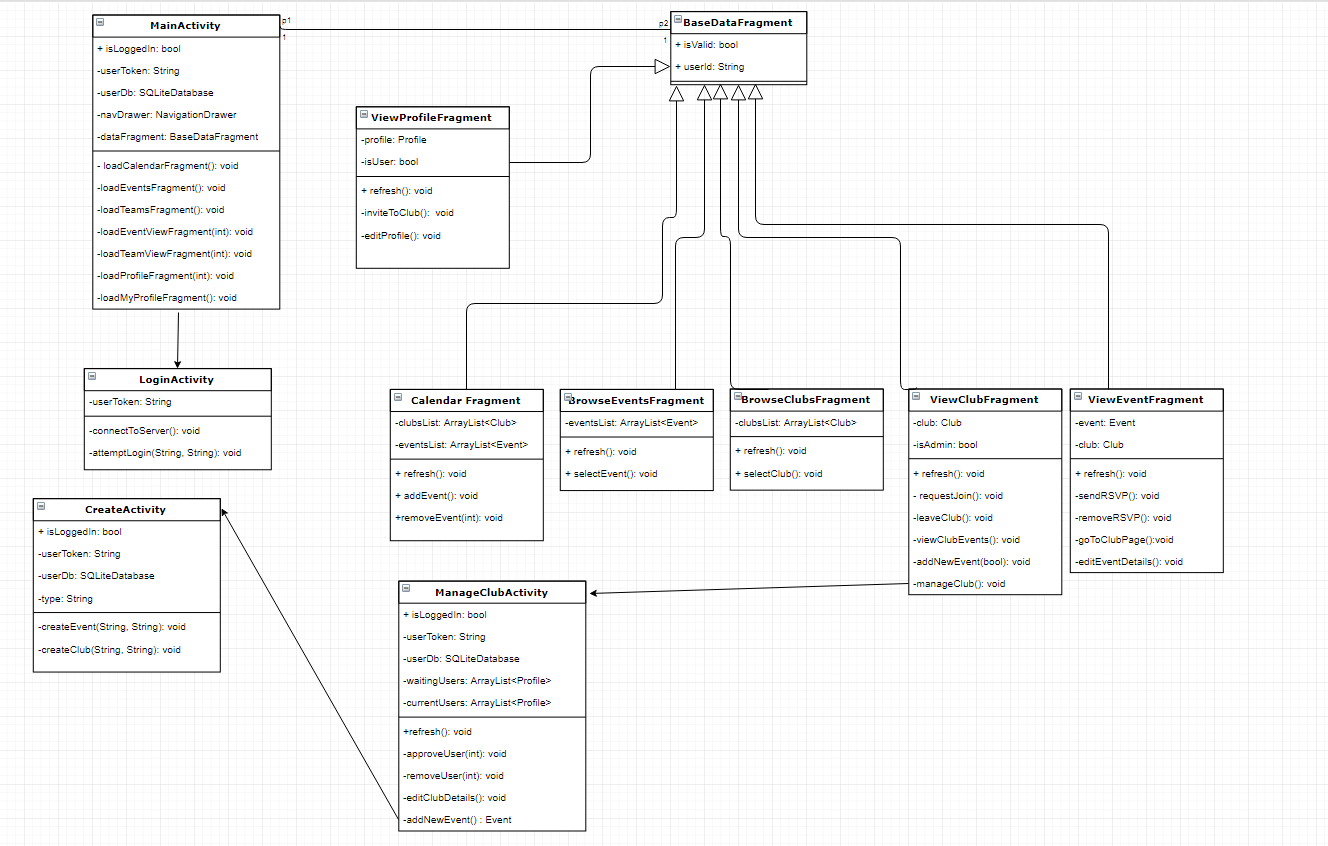 MainActivity
+ isLoggedIn: bool
-userToken: String
-userDb: SQLiteDatabase
-navDrawer: NavigationDrawer
-dataFragment: BaseDataFragment
- loadCalendarFragment(): void
-loadEventsFragment(): void
-loadTeamsFragment(): void
-loadEventViewFragment(int): void
-loadTeamViewFragment(int): void
-loadProfileFragment(int): void
-loadMyProfileFragment(): void
p1
1
p2
1
BaseDataFragment
+ isValid: bool
+ userId: String
ViewProfileFragment
-profile: Profile
-isUser: bool
+ refresh(): void
-inviteToClub(): void
-editProfile(): void
LoginActivity
-userToken: String
-connectToServer(): void
-attemptLogin(String, String): void
Calendar Fragment
-clubsList: ArrayList<Club>
-eventsList: ArrayList<Event>
+ refresh(): void
+ addEvent(): void
+removeEvent(int): void
BrowseEventsFragment
-eventsList: ArrayList<Event>
+ refresh(): void
+ selectEvent(): void
BrowseClubsFragment
-clubsList: ArrayList<Club>
+ refresh(): void
+ selectClub(): void
ViewClubFragment
-club: Club
-isAdmin: bool
+ refresh(): void
- requestJoin(): void
-leaveClub(): void
-viewClubEvents(): void
-addNewEvent(bool): void
-manageClub(): void
ViewEventFragment
-event: Event
-club: Club
+ refresh(): void
-sendRSVP(): void
-removeRSVP(): void
-goToClubPage():void
-editEventDetails(): void
CreateActivity
+ isLoggedIn: bool
-userToken: String
-userDb: SQLiteDatabase
-type: String
-createEvent(String, String): void
-createClub(String, String): void
ManageClubActivity
+ isLoggedIn: bool
-userToken: String
-userDb: SQLiteDatabase
-waitingUsers: ArrayList<Profile>
-currentUsers: ArrayList<Profile>
+refresh(): void
-approveUser(int): void
-removeUser(int): void
-editClubDetails(): void
-addNewEvent() : Event